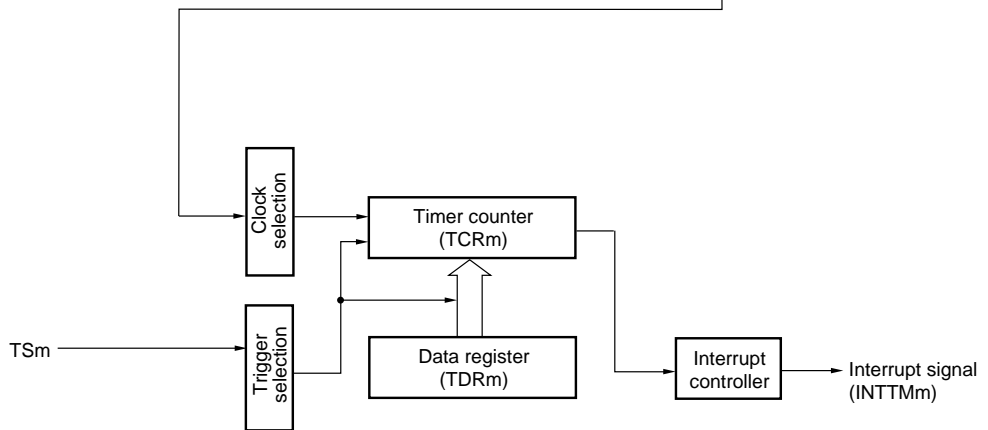 Clock
selection
Timer counter
(TCRm)
TSm
Trigger
selection
Data register
(TDRm)
Interrupt
controller
Interrupt signal
(INTTMm)